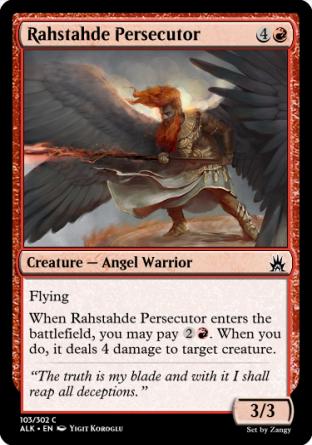 Rahstahde Persecutor 4
Creature — Angel Warrior
Flying
When Rahstahde Persecutor enters the
battlefield, you may pay 2 . When you
do, it deals 4 damage to target creature.
“The truth is my blade and with it I shall
reap all deceptions.”
3/3
103/302 C
ALK • EN Yigit Koroglu
Set by Zangy